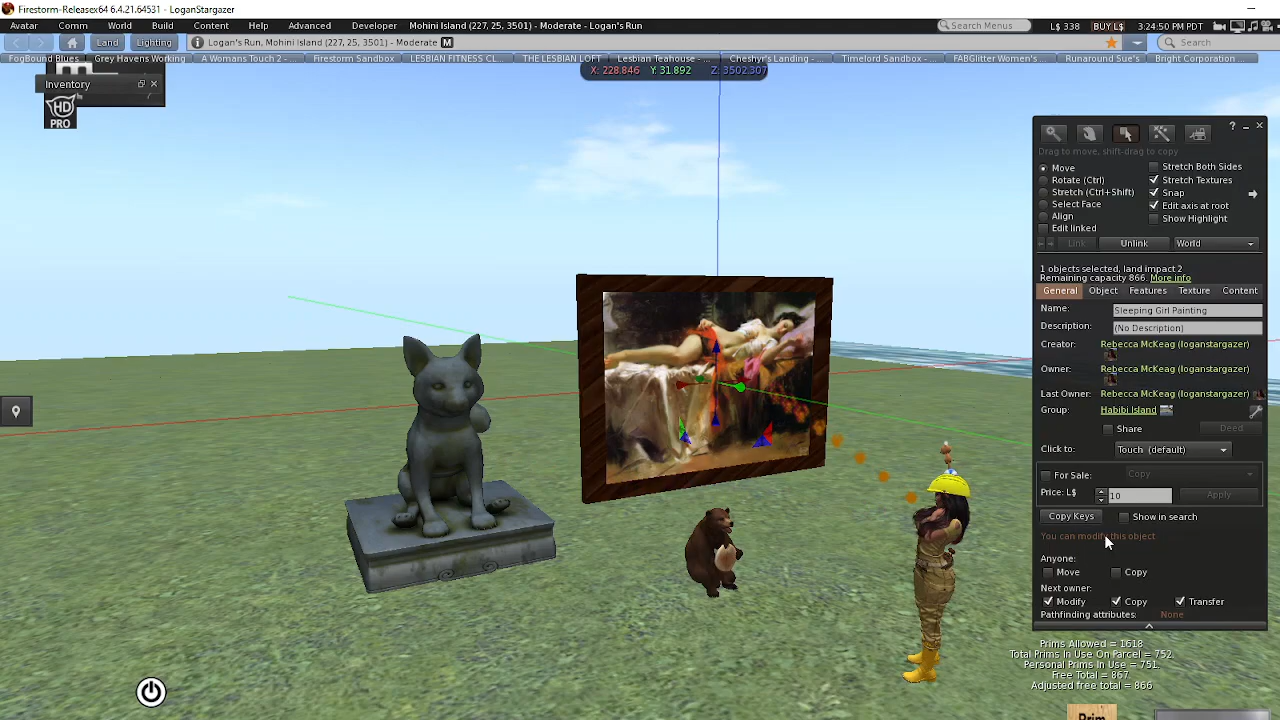 Firestorm-Releasex64 6.4.21.64531 - LoganStargazer
Avatar Comm World Build Content Help Advanced Developer Mohini Island (227, 25, 3501) - Moderate - Logan's Run Search Menus L$ 338 BUY L$ 3:24:50 PM PDT
Land Lighting Logan's Run, Mohini Island (227, 25, 3501) - Moderate M Search
FogBound Blues Grey Havens Working A Womans Touch 2 - ... Firestorm Sandbox LESBIAN FITNESS CL... THE LESBIAN LOFT Lesbian Teahouse - ... Cheshyr's Landing - ... Timelord Sandbox - ... FABGlitter Women's ... Runaround Sue's Bright Corporation ...
X: 228.846 Y: 31.892 Z: 3502.307
Inventory
HD
PRO
Drag to move, shift-drag to copy
Move
Stretch Both Sides
Rotate (Ctrl)
Stretch Textures
Stretch (Ctrl+Shift)
Snap
Select Face
Edit axis at root
Align
Show Highlight
Edit linked
Link Unlink World
1 objects selected, land impact 2
Remaining capacity 866. More info
General Object Features Texture Content
Name: Sleeping Girl Painting
Description: (No Description)
Creator: Rebecca McKeag (loganstargazer)
Owner: Rebecca McKeag (loganstargazer)
Last Owner: Rebecca McKeag (loganstargazer)
Group: Habibi Island
Share Deed
Click to: Touch (default)
For Sale: Copy
Price: L$ 10 Apply
Copy Keys Show in search
You can modify this object
Anyone:
Move Copy
Next owner:
Modify Copy Transfer
Pathfinding attributes: None
Prims Allowed = 1618
Total Prims In Use On Parcel = 752.
Personal Prims In Use = 751.
Free Total = 867.
Adjusted free total = 866
Prim